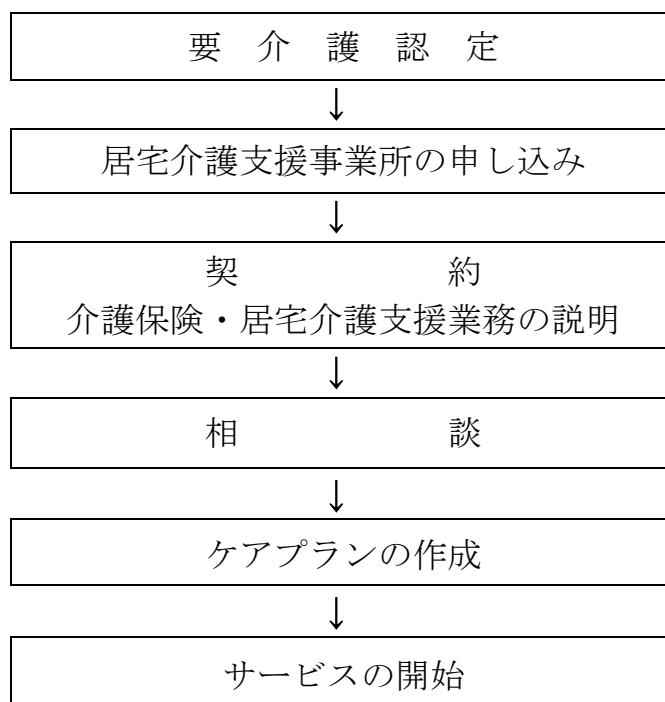 要　介　護　認　定
↓
居宅介護支援事業所の申し込み
↓
契　　　　　約
介護保険・居宅介護支援業務の説明
↓
相　　　　　談
↓
ケアプランの作成
↓
サービスの開始